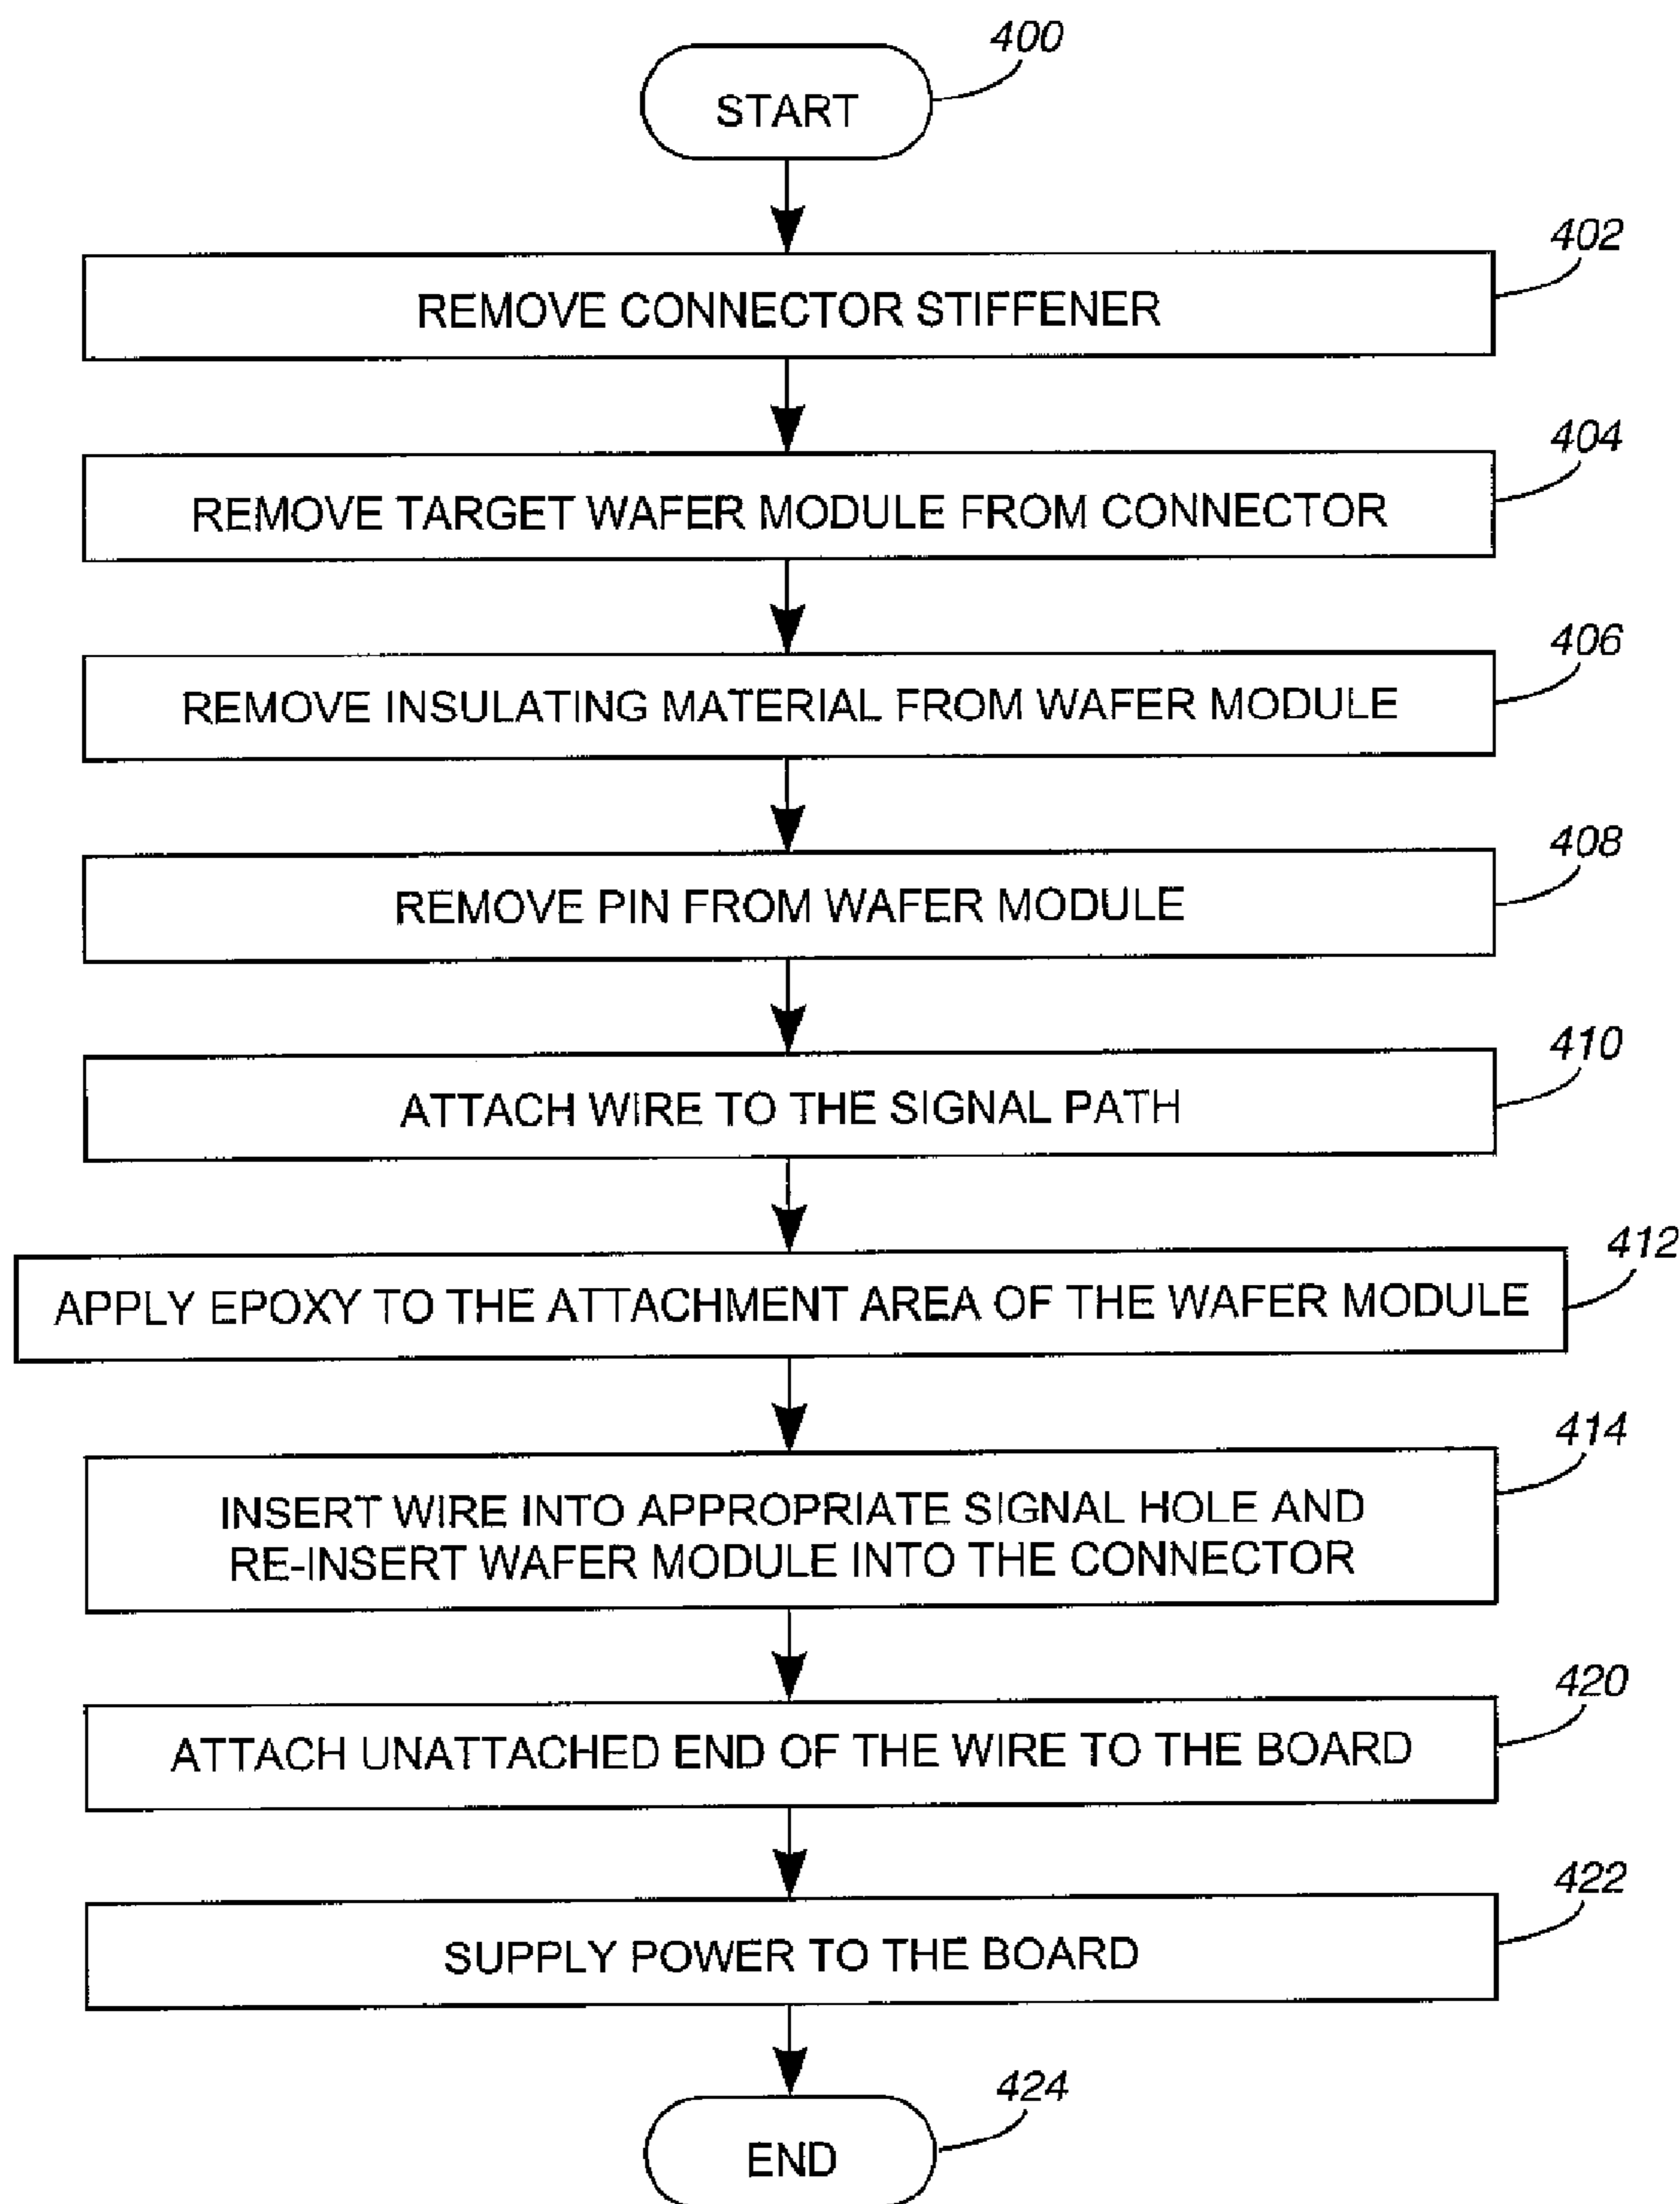 400
START
402
REMOVE CONNECTOR STIFFENER
404
REMOVE TARGET WAFER MODULE FROM CONNECTOR
406
REMOVE INSULATING MATERIAL FROM WAFER MODULE
408
REMOVE PIN FROM WAFER MODULE
410
ATTACH WIRE TO THE SIGNAL PATH
412
APPLY EPOXY TO THE ATTACHMENT AREA OF THE WAFER MODULE
414
INSERT WIRE INTO APPROPRIATE SIGNAL HOLE AND
RE-INSERT WAFER MODULE INTO THE CONNECTOR
420
ATTACH UNATTACHED END OF THE WIRE TO THE BOARD
422
SUPPLY POWER TO THE BOARD
424
END